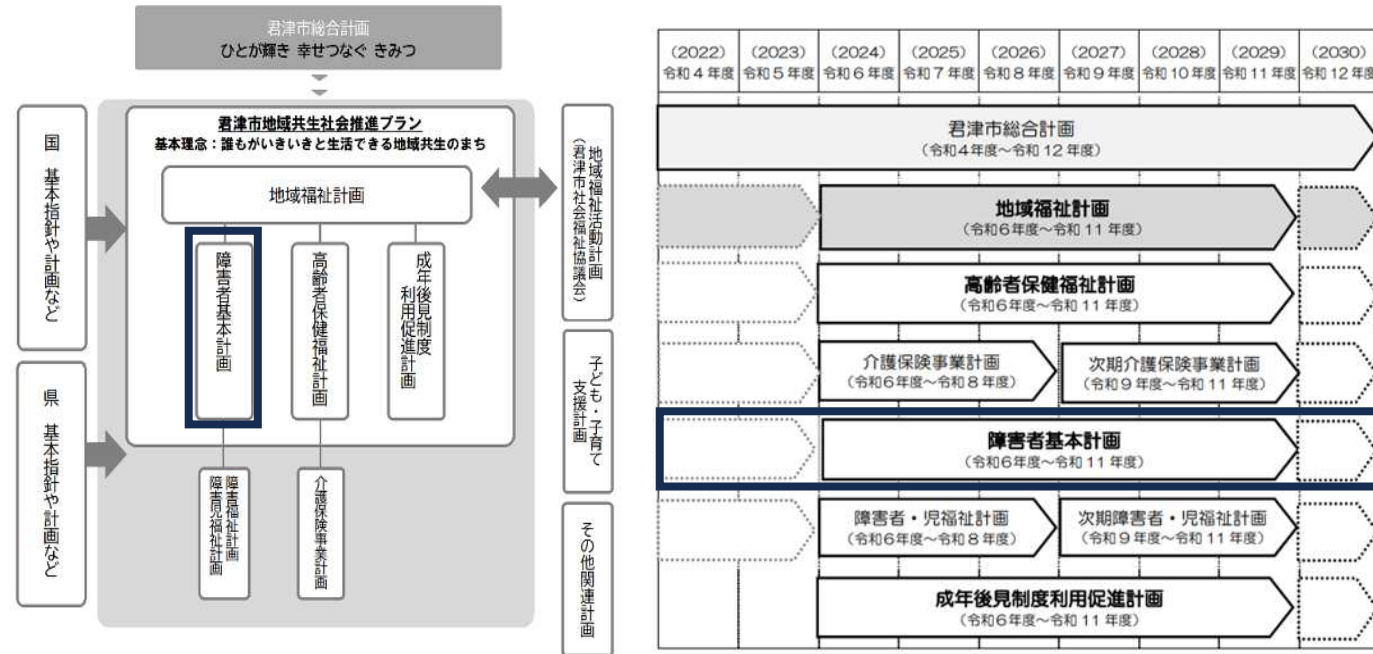 君津市総合計画
ひとが輝き 幸せつなぐ きみつ
国 基本指針や計画など
県 基本指針や計画など
君津市地域共生社会推進プラン
基本理念：誰もがいきいきと生活できる地域共生のまち
地域福祉計画
障害者基本計画
高齢者保健福祉計画
成年後見制度
利用促進計画
障害福祉計画
障害児福祉計画
介護保険事業計画
地域福祉活動計画
（君津市社会福祉協議会）
子ども・子育て
支援計画
その他関連計画
(2022) (2023) (2024) (2025) (2026) (2027) (2028) (2029) (2030)
令和4年度 令和5年度 令和6年度 令和7年度 令和8年度 令和9年度 令和10年度 令和11年度 令和12年度
君津市総合計画
（令和4年度～令和12年度）
地域福祉計画
（令和6年度～令和11年度）
高齢者保健福祉計画
（令和6年度～令和11年度）
介護保険事業計画 次期介護保険事業計画
（令和6年度～令和8年度） （令和9年度～令和11年度）
障害者基本計画
（令和6年度～令和11年度）
障害者・児福祉計画 次期障害者・児福祉計画
（令和6年度～令和8年度） （令和9年度～令和11年度）
成年後見制度利用促進計画
（令和6年度～令和11年度）